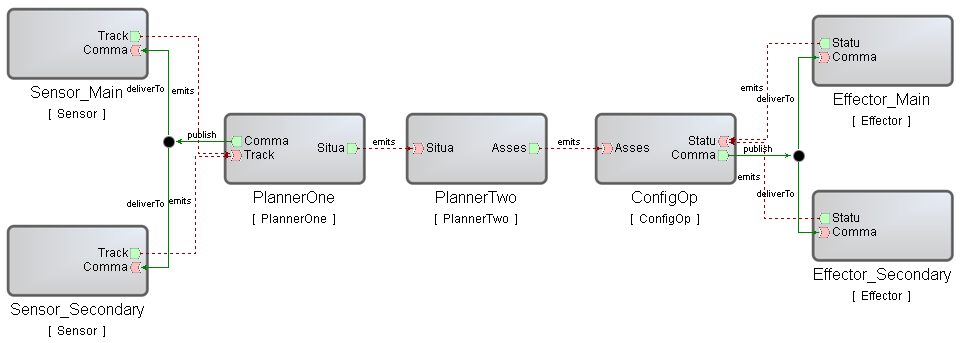 Track
Comma
Sensor_Main
[ Sensor ]
deliverTo
emits
publish
Comma
Track
Situa
PlannerOne
[ PlannerOne ]
emits
Situa
Asses
PlannerTwo
[ PlannerTwo ]
emits
Asses
Statu
Comma
ConfigOp
[ ConfigOp ]
publish
emits
deliverTo
Statu
Comma
Effector_Main
[ Effector ]
emits
deliverTo
Statu
Comma
Effector_Secondary
[ Effector ]
deliverTo
emits
Track
Comma
Sensor_Secondary
[ Sensor ]